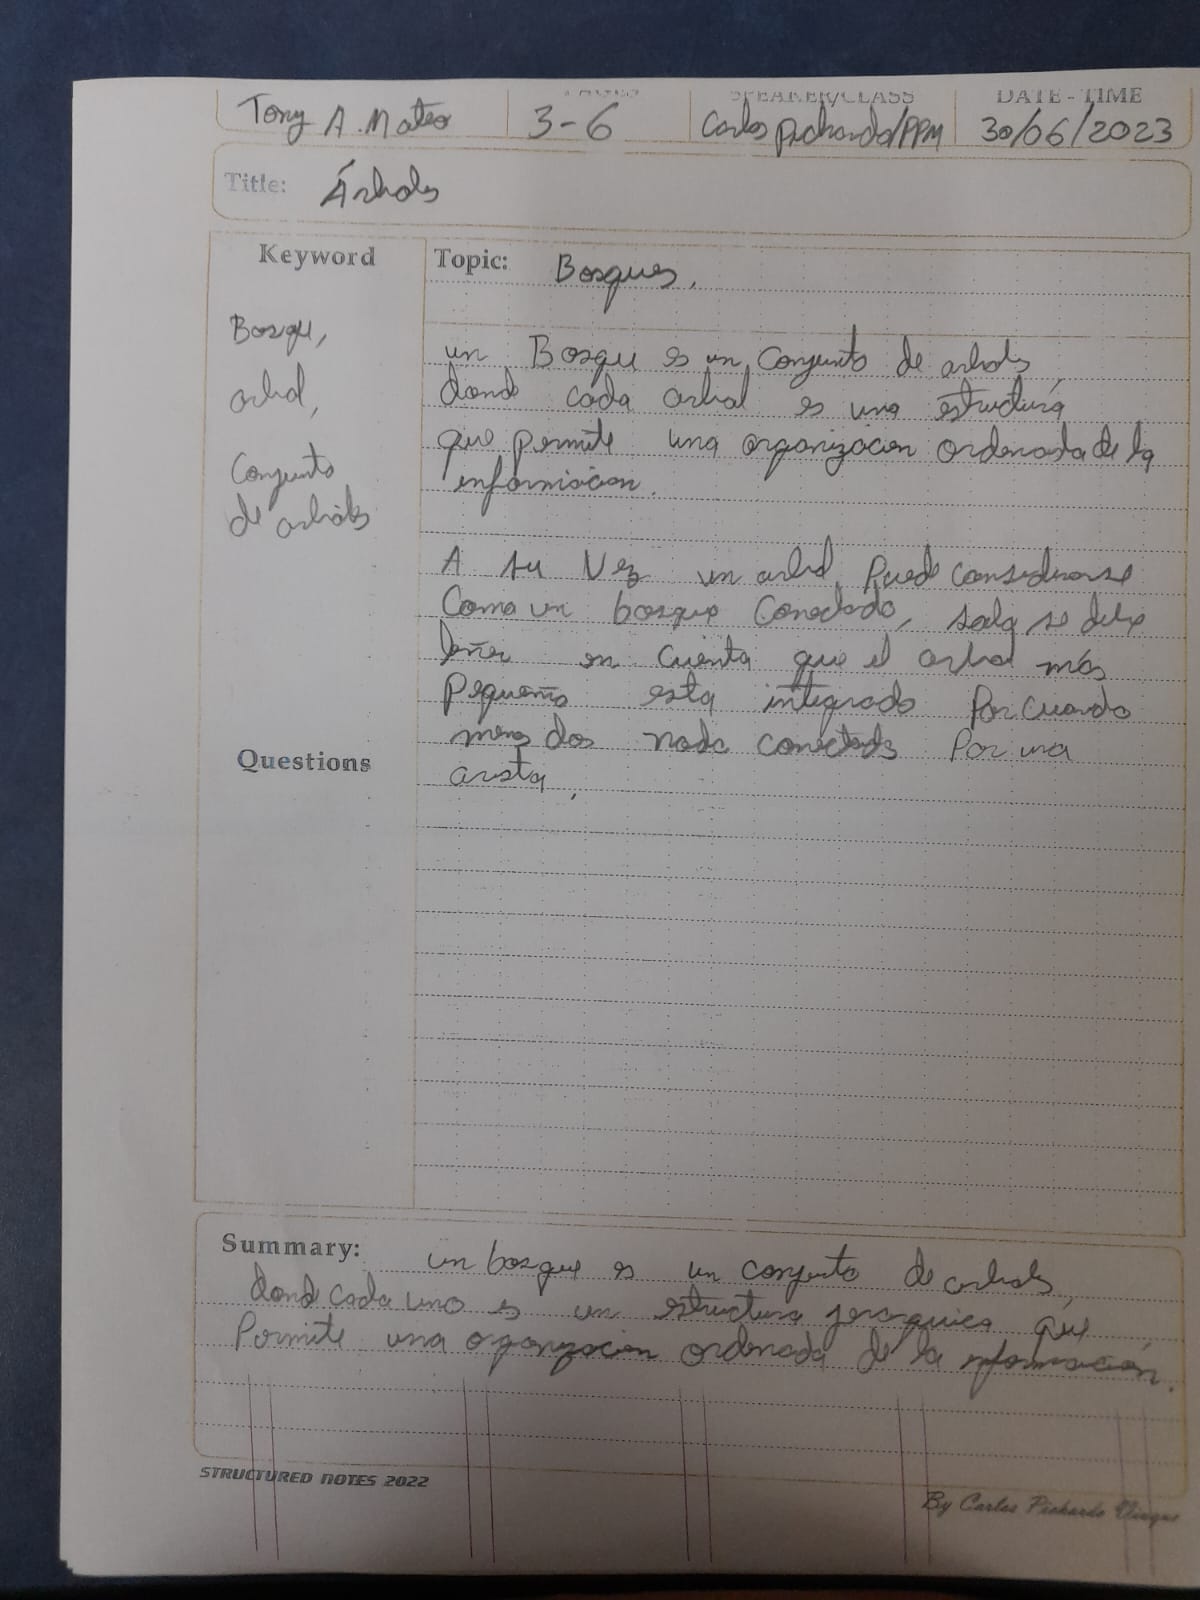 Tony A. Mateo
PAGES
3-6
SPEAKER/CLASS
Carlos Pichardo/PPM
DATE-TIME
30/06/2023
Title: Árboles
Keyword
Bosque,
arbol,
Conjunto
de arboles
Questions
Topic: Bosques.
un Bosque es un Conjunto de arboles,
donde cada arbol es una estructura
que permite una organizacion ordenada de la
informacion.
A su Vez un arbol Puede considerarse
Como un bosque Conectado, solo se debe
tener en cuenta que el arbol más
pequeño esta integrado Por cuando
menos dos nodo conectado Por una
arista.
Summary: un bosque es un conjunto de arboles,
donde cada uno es un estructura jerarquica que
Permite una organizacion ordenada de la información.
STRUCTURED NOTES 2022
By Carlos Pichardo Viuque